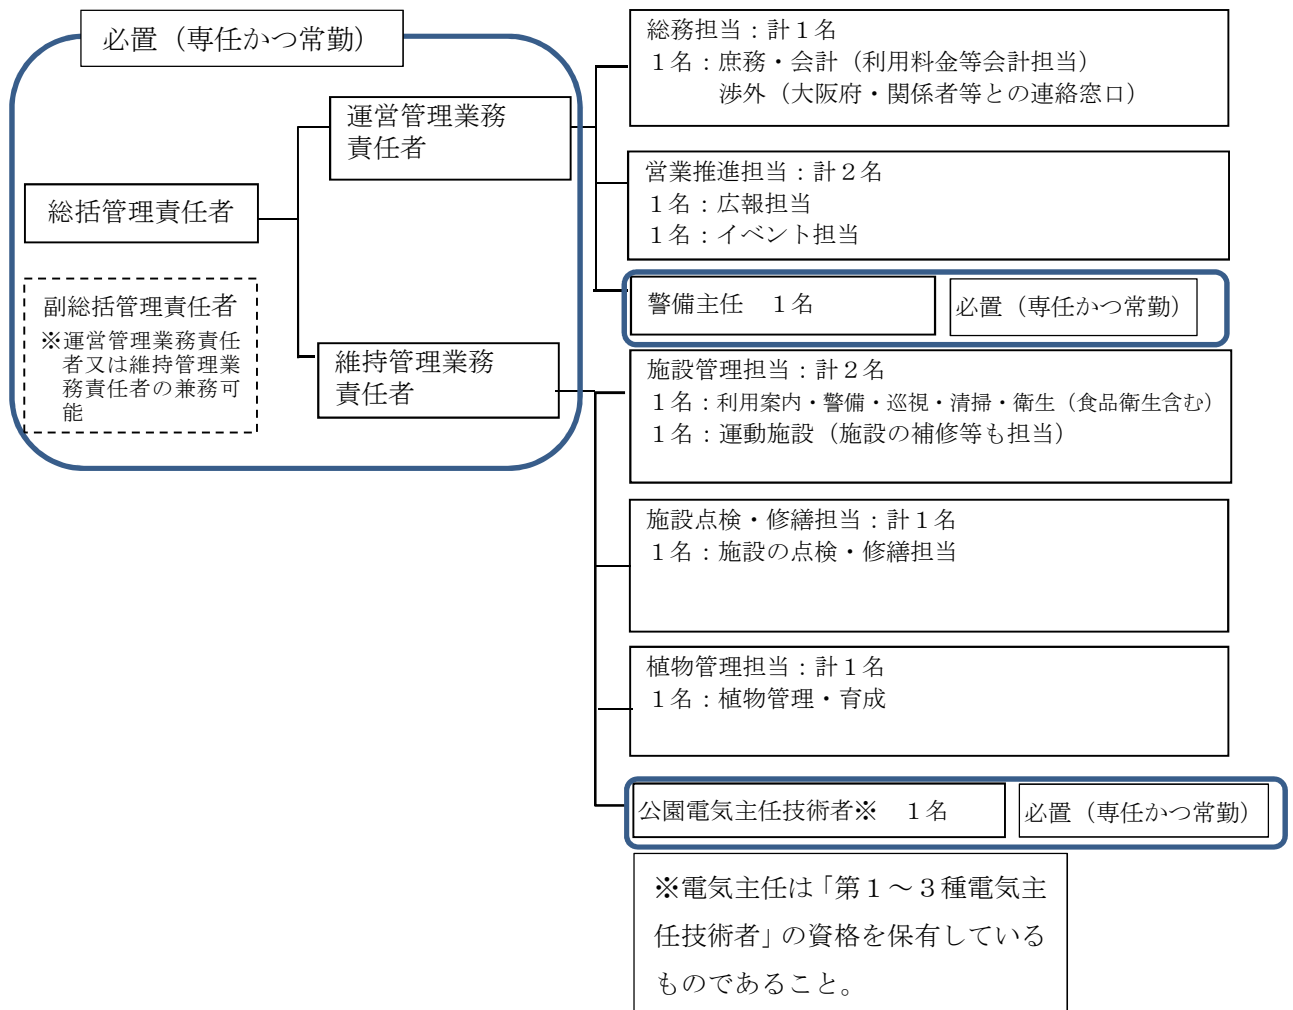 必置（専任かつ常勤）
総括管理責任者
副総括管理責任者
※運営管理業務責任
者又は維持管理業
務責任者の兼務可
能
運営管理業務
責任者
維持管理業務
責任者
総務担当：計１名
１名：庶務・会計（利用料金等会計担当）
渉外（大阪府・関係者等との連絡窓口）
営業推進担当：計２名
１名：広報担当
１名：イベント担当
警備主任　１名
必置（専任かつ常勤）
施設管理担当：計２名
１名：利用案内・警備・巡視・清掃・衛生（食品衛生含む）
１名：運動施設（施設の補修等も担当）
施設点検・修繕担当：計１名
１名：施設の点検・修繕担当
植物管理担当：計１名
１名：植物管理・育成
公園電気主任技術者※　１名
必置（専任かつ常勤）
※電気主任は「第１～３種電気主
任技術者」の資格を保有している
ものであること。